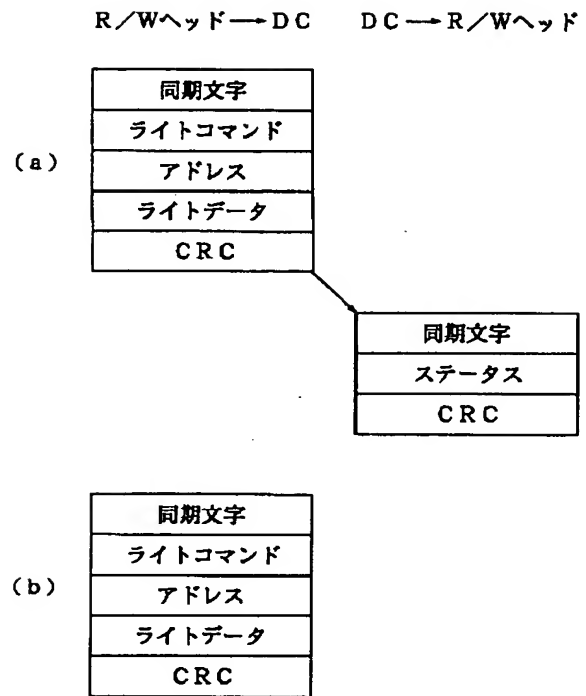 R/Wヘッド→DC DC→R/Wヘッド
(a)
同期文字
ライトコマンド
アドレス
ライトデータ
CRC
同期文字
ステータス
CRC
(b)
同期文字
ライトコマンド
アドレス
ライトデータ
CRC